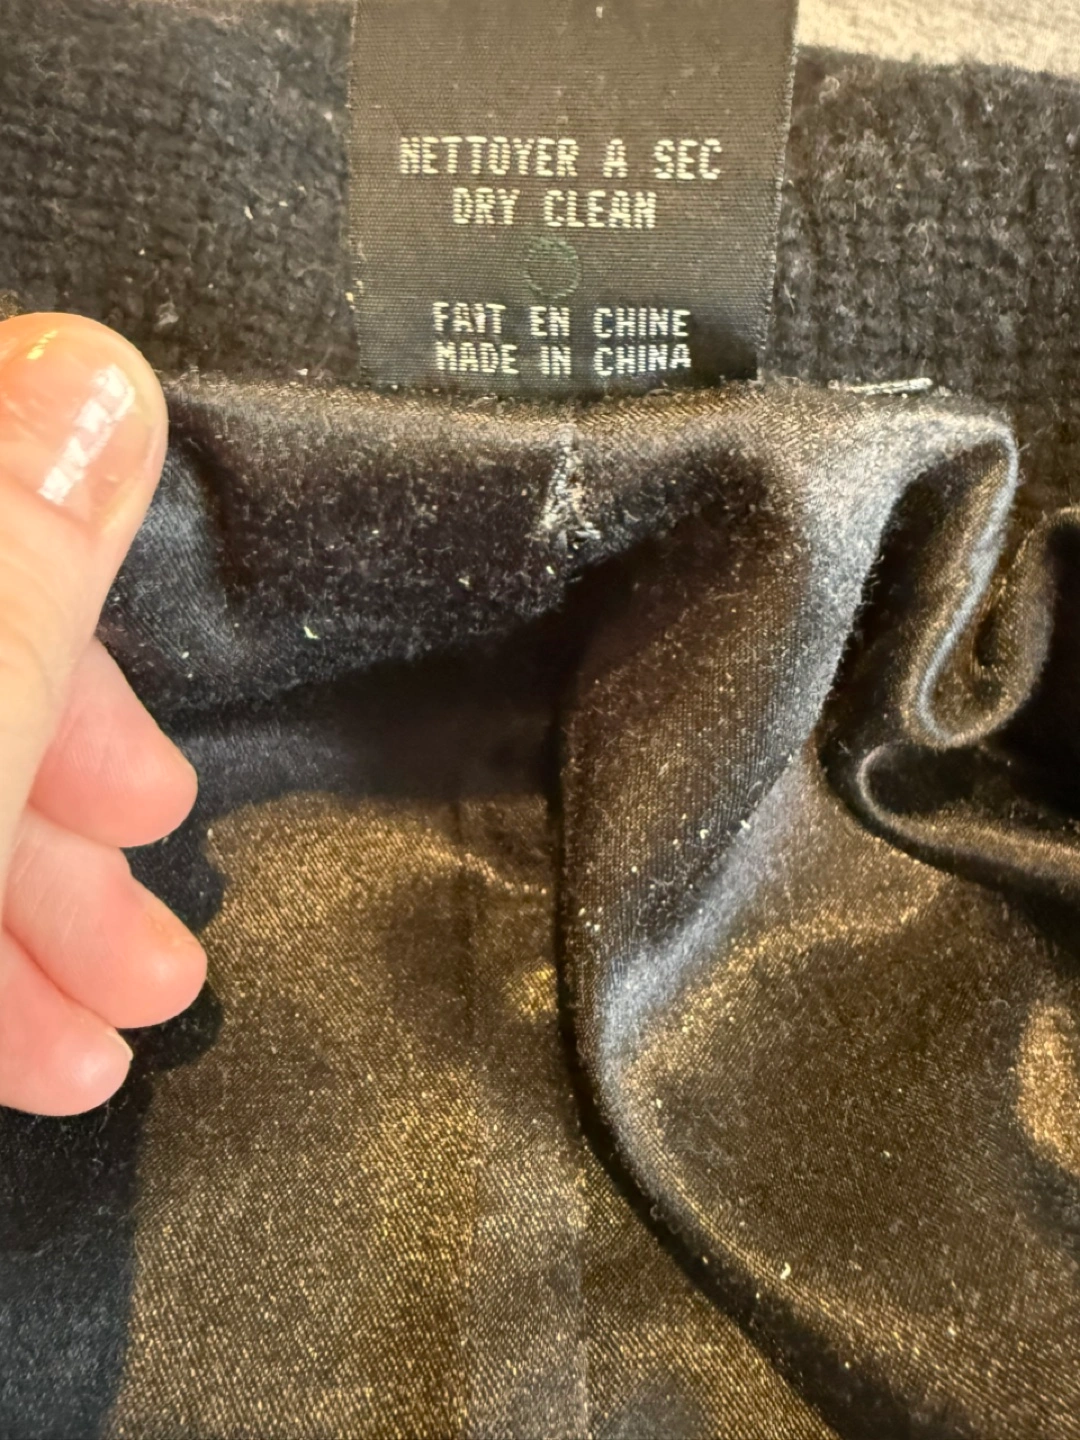 NETTOYER A SEC
DRY CLEAN
FAIT EN CHINE
MADE IN CHINA